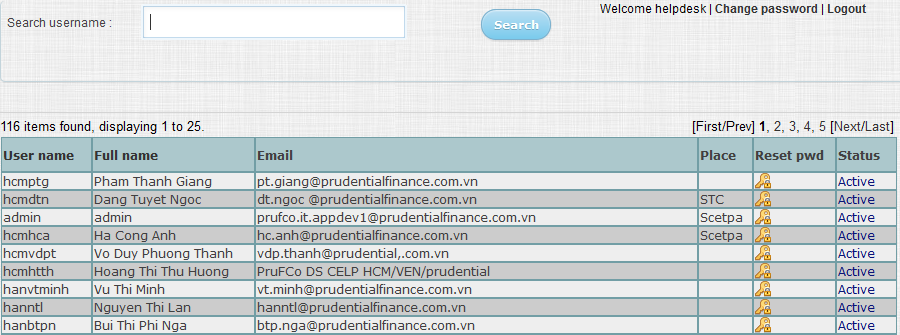 Welcome helpdesk | Change password | Logout
Search username :
Search
116 items found, displaying 1 to 25.
[First/Prev] 1, 2, 3, 4, 5 [Next/Last]
User name Full name Email Place Reset pwd Status
hcmptg Pham Thanh Giang pt.giang@prudentialfinance.com.vn Active
hcmdtn Dang Tuyet Ngoc dt.ngoc @prudentialfinance.com.vn STC Active
admin admin prufco.it.appdev1@prudentialfinance.com.vn Scetpa Active
hcmhca Ha Cong Anh hc.anh@prudentialfinance.com.vn Scetpa Active
hcmvdpt Vo Duy Phuong Thanh vdp.thanh@prudential,.com.vn Active
hcmhtth Hoang Thi Thu Huong PruFCo DS CELP HCM/VEN/prudential Active
hanvtminh Vu Thi Minh vt.minh@prudentialfinance.com.vn Active
hanntl Nguyen Thi Lan hanntl@prudentialfinance.com.vn Active
hanbtpn Bui Thi Phi Nga btp.nga@prudentialfinance.com.vn Active